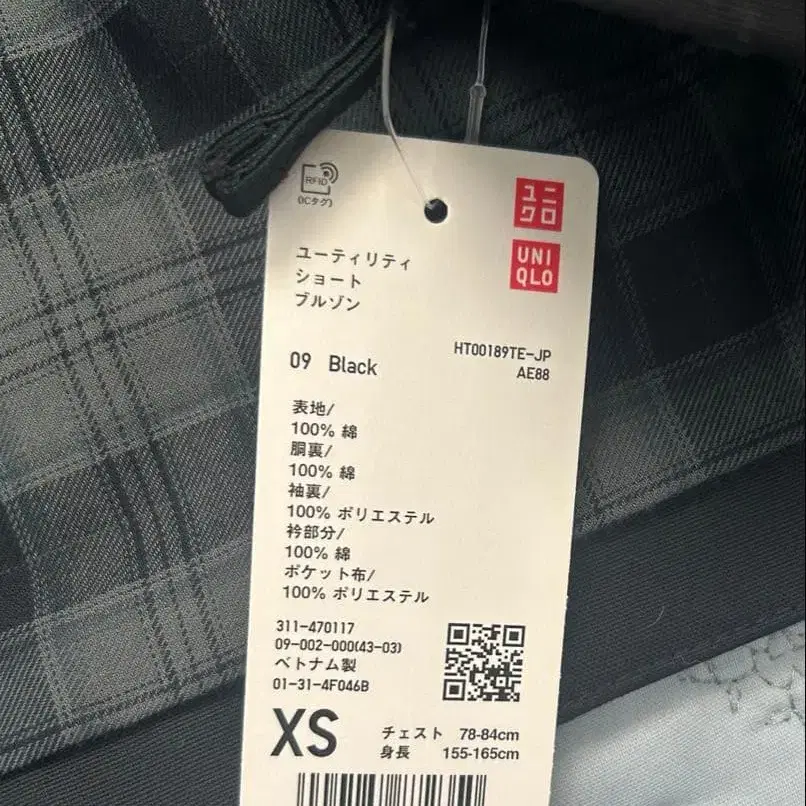 RFID
(ICタグ)
ユニ
クロ
UNI
QLO
ユーティリティ
ショート
ブルゾン
09 Black
HT00189TE-JP
AE88
表地/
100% 綿
胴裏/
100% 綿
袖裏/
100% ポリエステル
衿部分/
100% 綿
ポケット布/
100% ポリエステル
311-470117
09-002-000(43-03)
ベトナム製
01-31-4F046B
XS
チェスト 78-84cm
身長 155-165cm